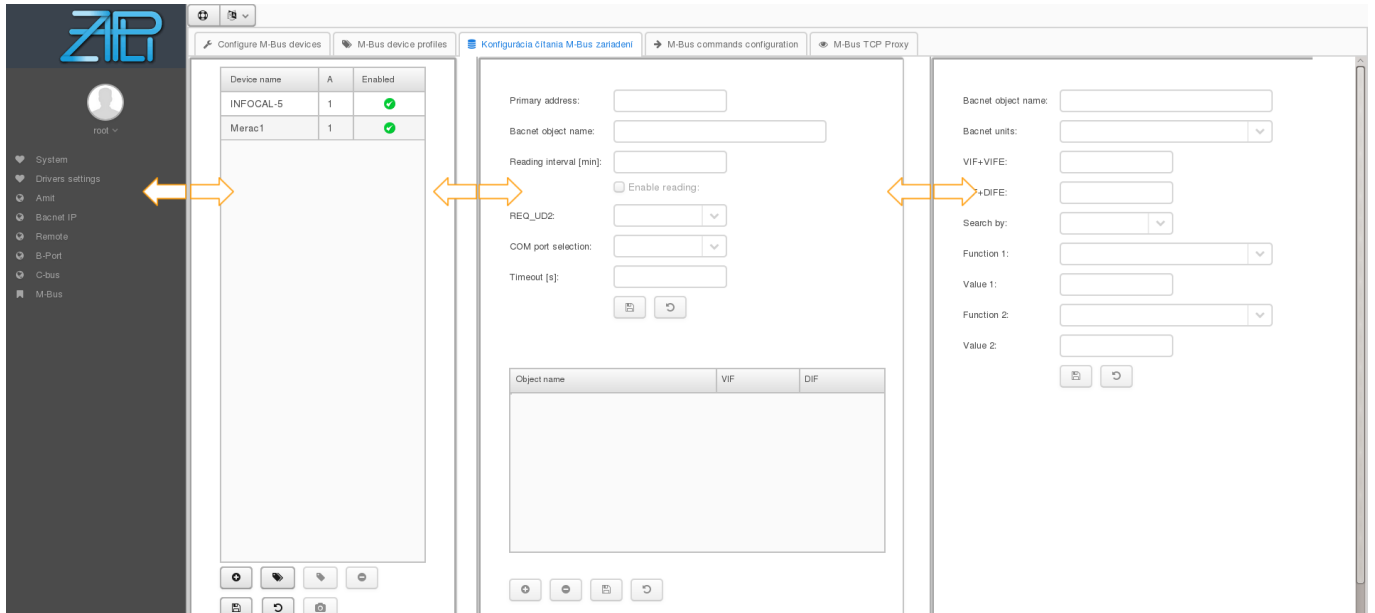 ZAPPI
Configure M-Bus devices
M-Bus device profiles
Konfigurácia čítania M-Bus zariadení
M-Bus commands configuration
M-Bus TCP Proxy
root
System
Drivers settings
Amit
Bacnet IP
Remote
B-Port
C-bus
M-Bus
Device name A Enabled
INFOCAL-5 1
Merac1 1
Primary address:
Bacnet object name:
Reading interval [min]:
Enable reading:
REQ_UD2:
COM port selection:
Timeout [s]:
Object name VIF DIF
Bacnet object name:
Bacnet units:
VIF+VIFE:
+DIFE:
Search by:
Function 1:
Value 1:
Function 2:
Value 2: